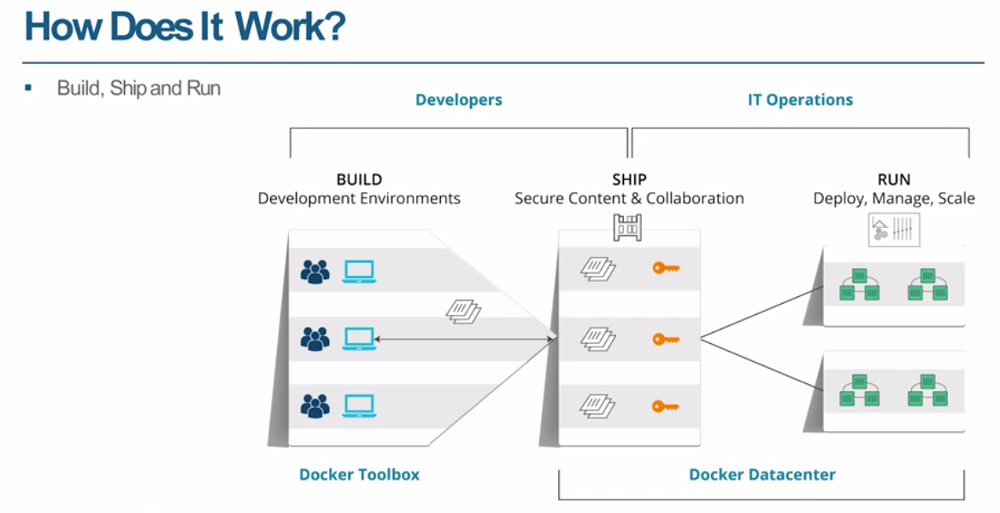 How Does It Work?
▪ Build, Ship and Run
Developers
IT Operations
BUILD
Development Environments
SHIP
Secure Content & Collaboration
RUN
Deploy, Manage, Scale
Docker Toolbox
Docker Datacenter